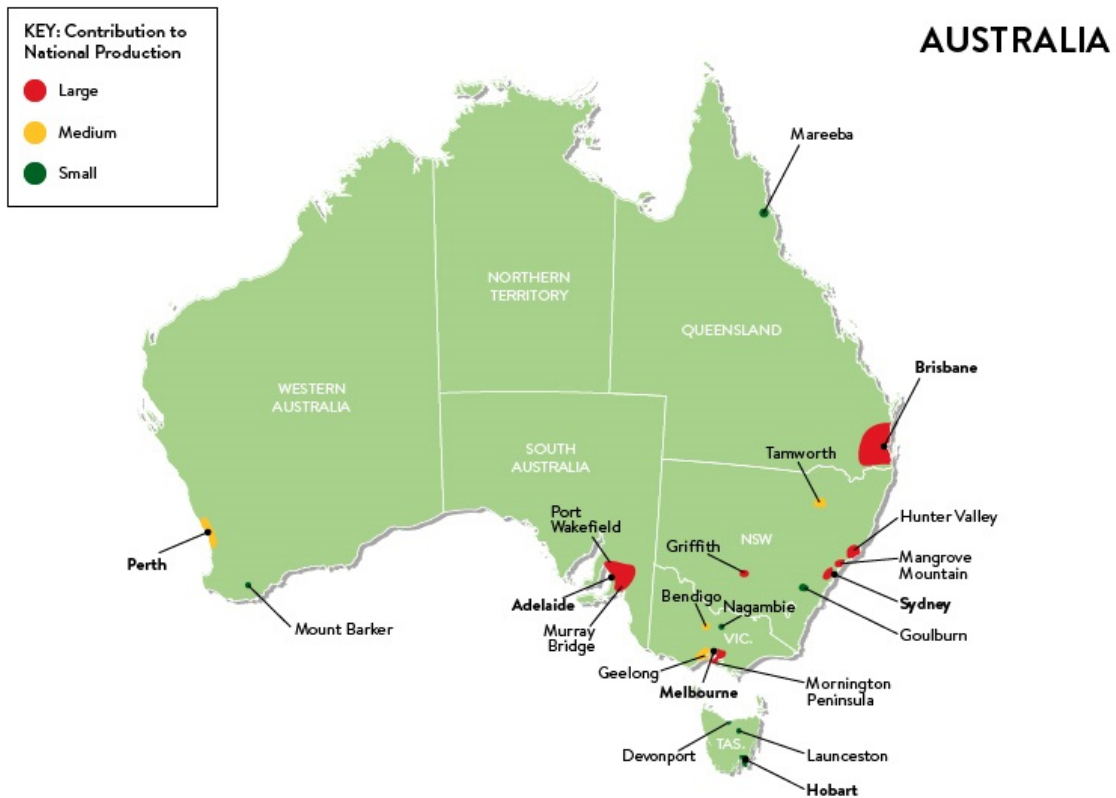 KEY: Contribution to
National Production
Large
Medium
Small
AUSTRALIA
Mareeba
NORTHERN
TERRITORY
QUEENSLAND
WESTERN
AUSTRALIA
Brisbane
SOUTH
AUSTRALIA
Tamworth
Port
Wakefield
Hunter Valley
NSW
Griffith
Mangrove
Mountain
Perth
Adelaide
Bendigo
Nagambie
Sydney
Mount Barker
Murray
Bridge
VIC.
Goulburn
Geelong
Melbourne
Mornington
Peninsula
TAS.
Devonport
Launceston
Hobart